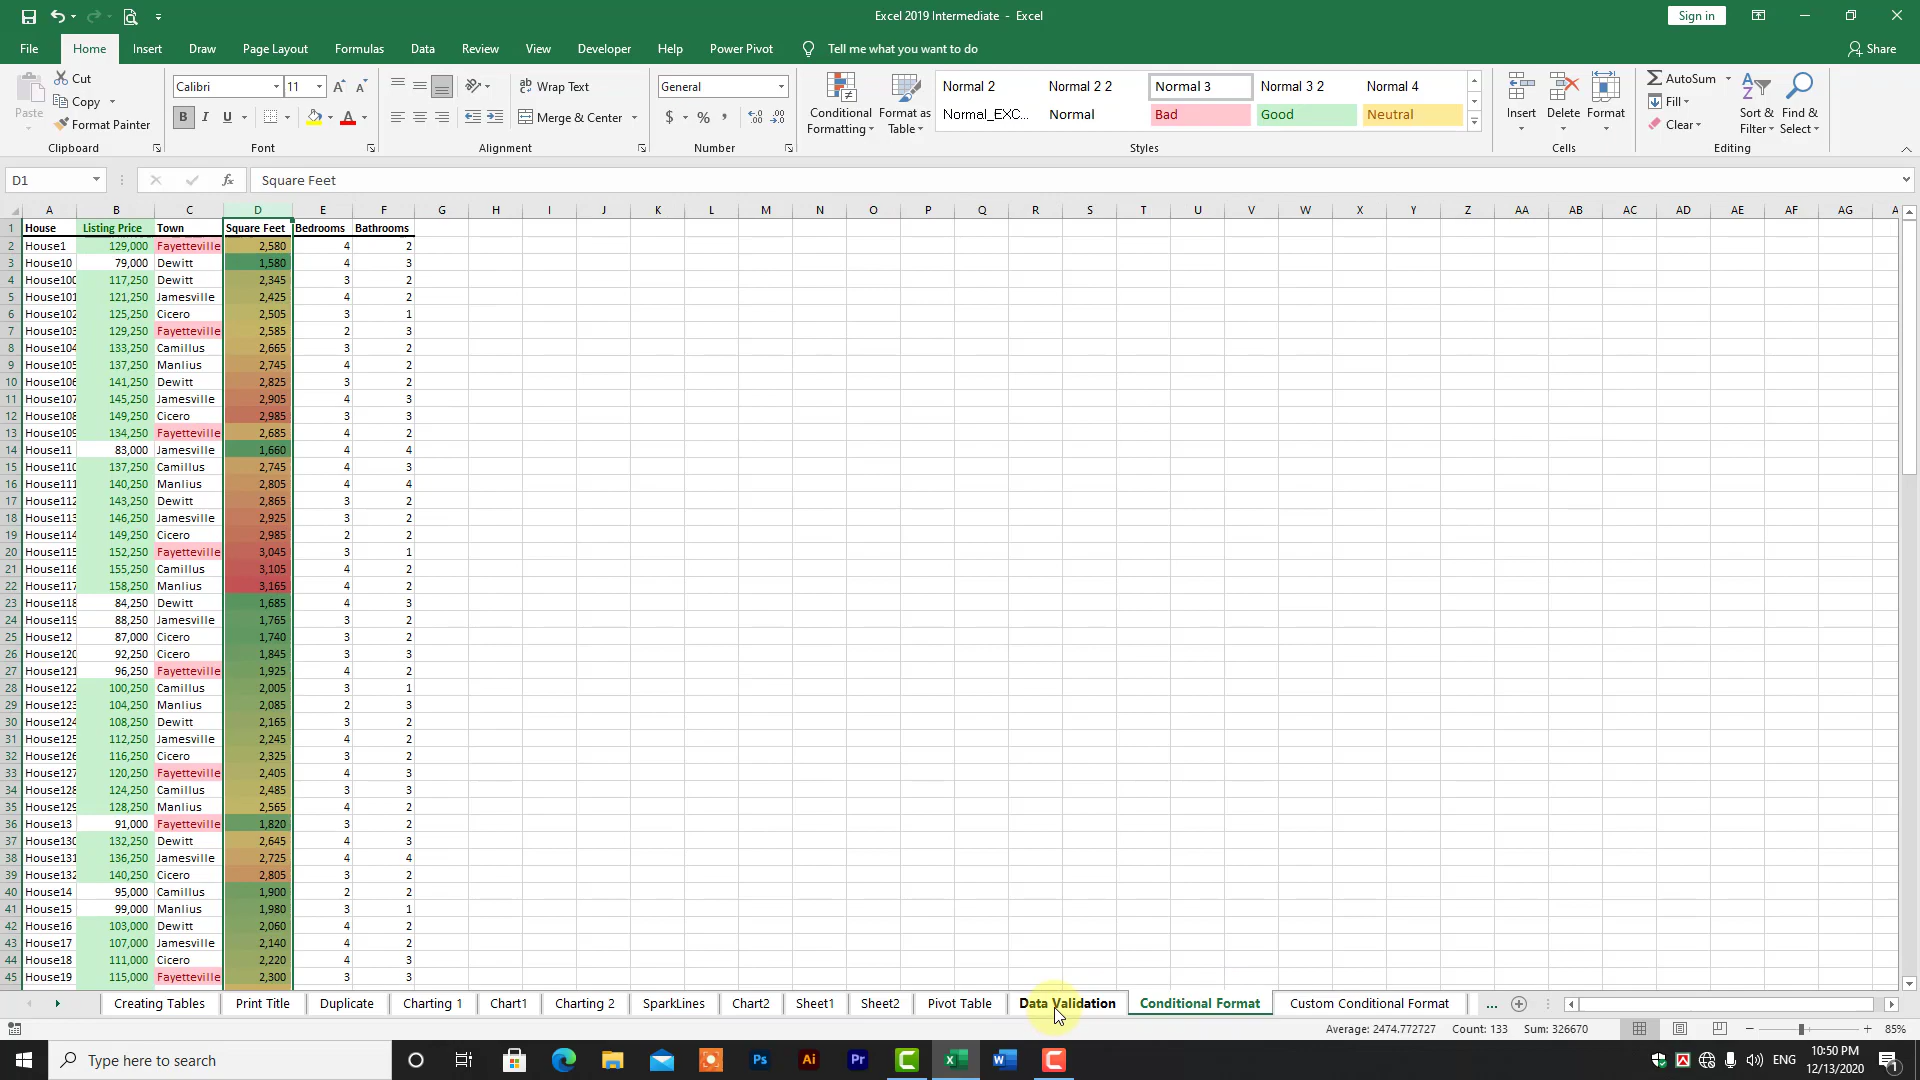 Excel 2019 Intermediate - Excel
Sign in
File Home Insert Draw Page Layout Formulas Data Review View Developer Help Power Pivot Tell me what you want to do Share
Cut
Copy
Format Painter
Paste
Clipboard
Calibri 11
B I U
Font
Wrap Text
Merge & Center
Alignment
General
$ % ,
Number
Conditional Formatting
Format as Table
Normal 2 Normal 2 2 Normal 3 Normal 3 2 Normal 4
Normal_EXC... Normal Bad Good Neutral
Styles
Insert Delete Format
Cells
AutoSum
Fill
Clear
Sort & Filter
Find & Select
Editing
D1 fx Square Feet
A B C D E F G H I J K L M N O P Q R S T U V W X Y Z AA AB AC AD AE AF AG A
1 House Listing Price Town Square Feet Bedrooms Bathrooms
2 House1 129,000 Fayetteville 2,580 4 2
3 House10 79,000 Dewitt 1,580 4 3
4 House100 117,250 Dewitt 2,345 3 2
5 House101 121,250 Jamesville 2,425 4 2
6 House102 125,250 Cicero 2,505 3 1
7 House103 129,250 Fayetteville 2,585 2 3
8 House104 133,250 Camillus 2,665 3 2
9 House105 137,250 Manlius 2,745 4 2
10 House106 141,250 Dewitt 2,825 3 2
11 House107 145,250 Jamesville 2,905 4 3
12 House108 149,250 Cicero 2,985 3 3
13 House109 134,250 Fayetteville 2,685 4 2
14 House11 83,000 Jamesville 1,660 4 4
15 House110 137,250 Camillus 2,745 4 3
16 House111 140,250 Manlius 2,805 4 4
17 House112 143,250 Dewitt 2,865 3 2
18 House113 146,250 Jamesville 2,925 3 2
19 House114 149,250 Cicero 2,985 2 2
20 House115 152,250 Fayetteville 3,045 3 1
21 House116 155,250 Camillus 3,105 4 2
22 House117 158,250 Manlius 3,165 4 2
23 House118 84,250 Dewitt 1,685 4 3
24 House119 88,250 Jamesville 1,765 3 2
25 House12 87,000 Cicero 1,740 3 2
26 House120 92,250 Cicero 1,845 3 3
27 House121 96,250 Fayetteville 1,925 4 2
28 House122 100,250 Camillus 2,005 3 1
29 House123 104,250 Manlius 2,085 2 3
30 House124 108,250 Dewitt 2,165 3 2
31 House125 112,250 Jamesville 2,245 4 2
32 House126 116,250 Cicero 2,325 3 2
33 House127 120,250 Fayetteville 2,405 4 3
34 House128 124,250 Camillus 2,485 3 3
35 House129 128,250 Manlius 2,565 4 2
36 House13 91,000 Fayetteville 1,820 3 2
37 House130 132,250 Dewitt 2,645 4 3
38 House131 136,250 Jamesville 2,725 4 4
39 House132 140,250 Cicero 2,805 3 2
40 House14 95,000 Camillus 1,900 2 2
41 House15 99,000 Manlius 1,980 3 1
42 House16 103,000 Dewitt 2,060 4 2
43 House17 107,000 Jamesville 2,140 4 2
44 House18 111,000 Cicero 2,220 4 3
45 House19 115,000 Fayetteville 2,300 3 3
Creating Tables Print Title Duplicate Charting 1 Chart1 Charting 2 SparkLines Chart2 Sheet1 Sheet2 Pivot Table Data Validation Conditional Format Custom Conditional Format ...
Average: 2474.772727 Count: 133 Sum: 326670 85%
Type here to search
Ps Ai Pr
ENG
10:50 PM
12/13/2020
1